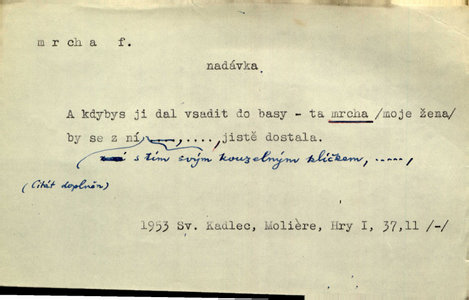 mrcha f.
nadávka
A kdybys ji dal vsadit do basy - ta mrcha /moje žena/
by se z ní ..., jistě dostala.
s tím svým kouzelným klíčkem, .....,
(Citát doplněn)
1953 Sv. Kadlec, Molière, Hry I, 37,11 /-/